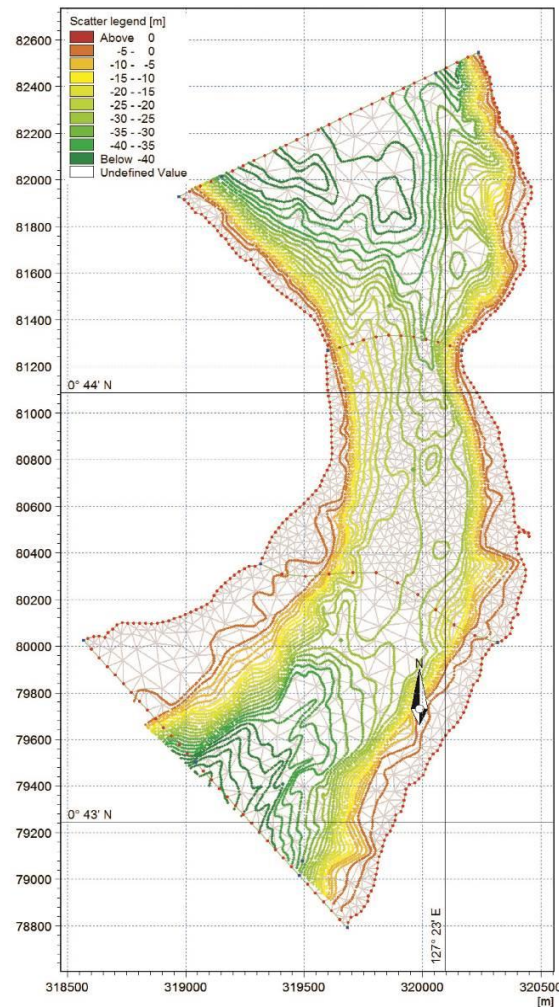 Scatter legend [m]
Above 0
-5 - 0
-10 - -5
-15 - -10
-20 - -15
-25 - -20
-30 - -25
-35 - -30
-40 - -35
Below -40
Undefined Value
82600
82400
82200
82000
81800
81600
81400
81200
0° 44' N
81000
80800
80600
80400
80200
80000
N
79800
79600
79400
0° 43' N
79200
79000
78800
127° 23' E
318500 319000 319500 320000 320500
[m]